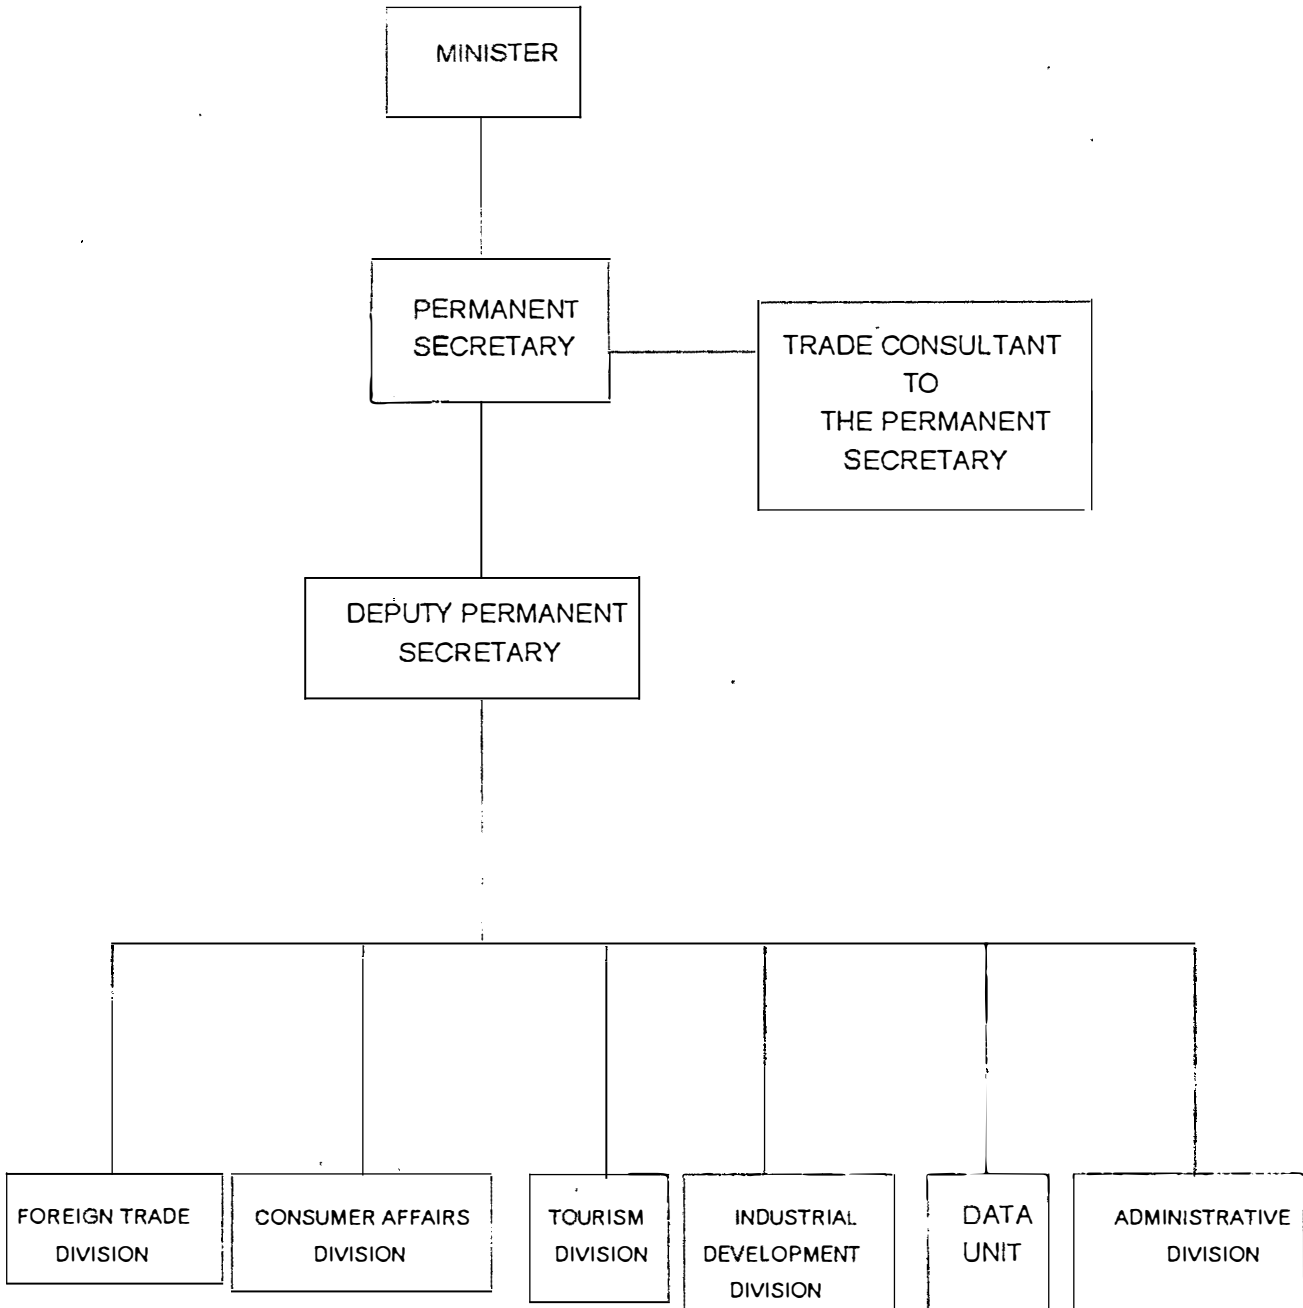 MINISTER
PERMANENT
SECRETARY
TRADE CONSULTANT
TO
THE PERMANENT
SECRETARY
DEPUTY PERMANENT
SECRETARY
FOREIGN TRADE
DIVISION
CONSUMER AFFAIRS
DIVISION
TOURISM
DIVISION
INDUSTRIAL
DEVELOPMENT
DIVISION
DATA
UNIT
ADMINISTRATIVE
DIVISION